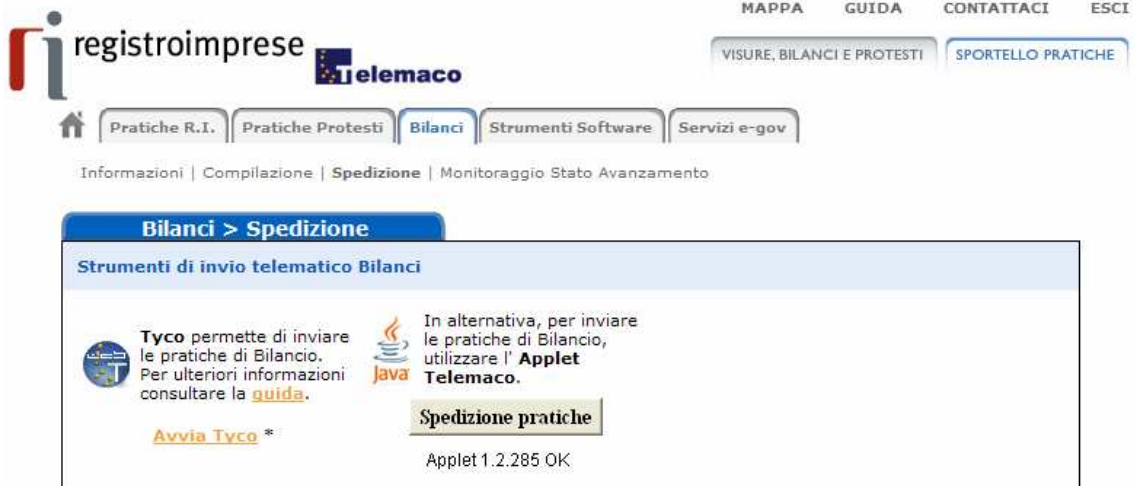 MAPPA GUIDA CONTATTACI ESCI
registroimprese
Telemaco
VISURE, BILANCI E PROTESTI SPORTELLO PRATICHE
Pratiche R.I. Pratiche Protesti Bilanci Strumenti Software Servizi e-gov
Informazioni | Compilazione | Spedizione | Monitoraggio Stato Avanzamento
Bilanci > Spedizione
Strumenti di invio telematico Bilanci
web
T
Tyco permette di inviare
le pratiche di Bilancio.
Per ulteriori informazioni
consultare la guida.
Avvia Tyco *
Java
In alternativa, per inviare
le pratiche di Bilancio,
utilizzare l' Applet
Telemaco.
Spedizione pratiche
Applet 1.2.285 OK